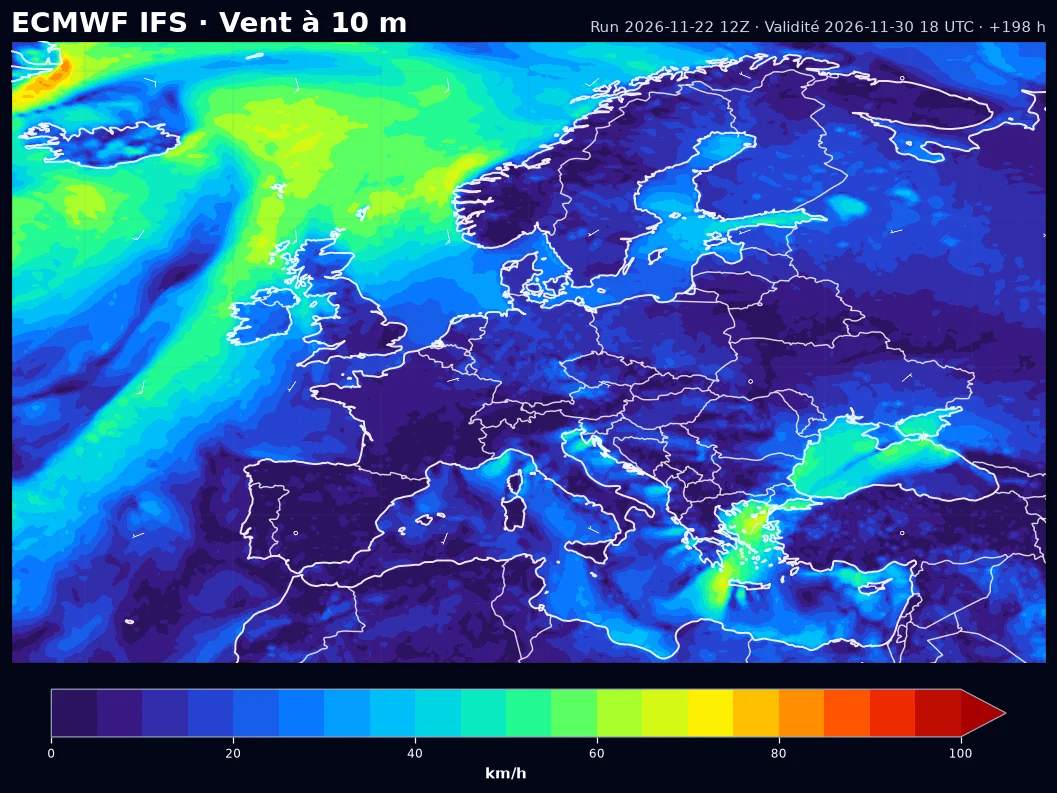 ECMWF IFS · Vent à 10 m
Run 2026-11-22 12Z · Validité 2026-11-30 18 UTC · +198 h
0 20 40 60 80 100
km/h